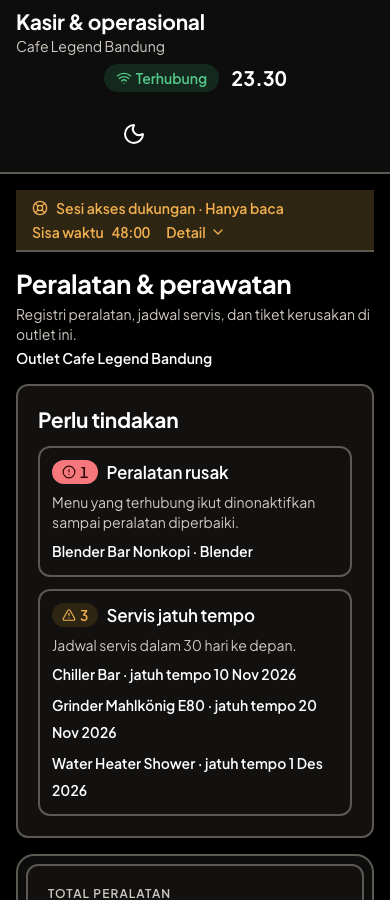 Kasir & operasional
Cafe Legend Bandung
Terhubung 23.30
Sesi akses dukungan · Hanya baca
Sisa waktu 48:00 Detail
Peralatan & perawatan
Registri peralatan, jadwal servis, dan tiket kerusakan di
outlet ini.
Outlet Cafe Legend Bandung
Perlu tindakan
1 Peralatan rusak
Menu yang terhubung ikut dinonaktifkan
sampai peralatan diperbaiki.
Blender Bar Nonkopi · Blender
3 Servis jatuh tempo
Jadwal servis dalam 30 hari ke depan.
Chiller Bar · jatuh tempo 10 Nov 2026
Grinder Mahlkönig E80 · jatuh tempo 20
Nov 2026
Water Heater Shower · jatuh tempo 1 Des
2026
TOTAL PERALATAN